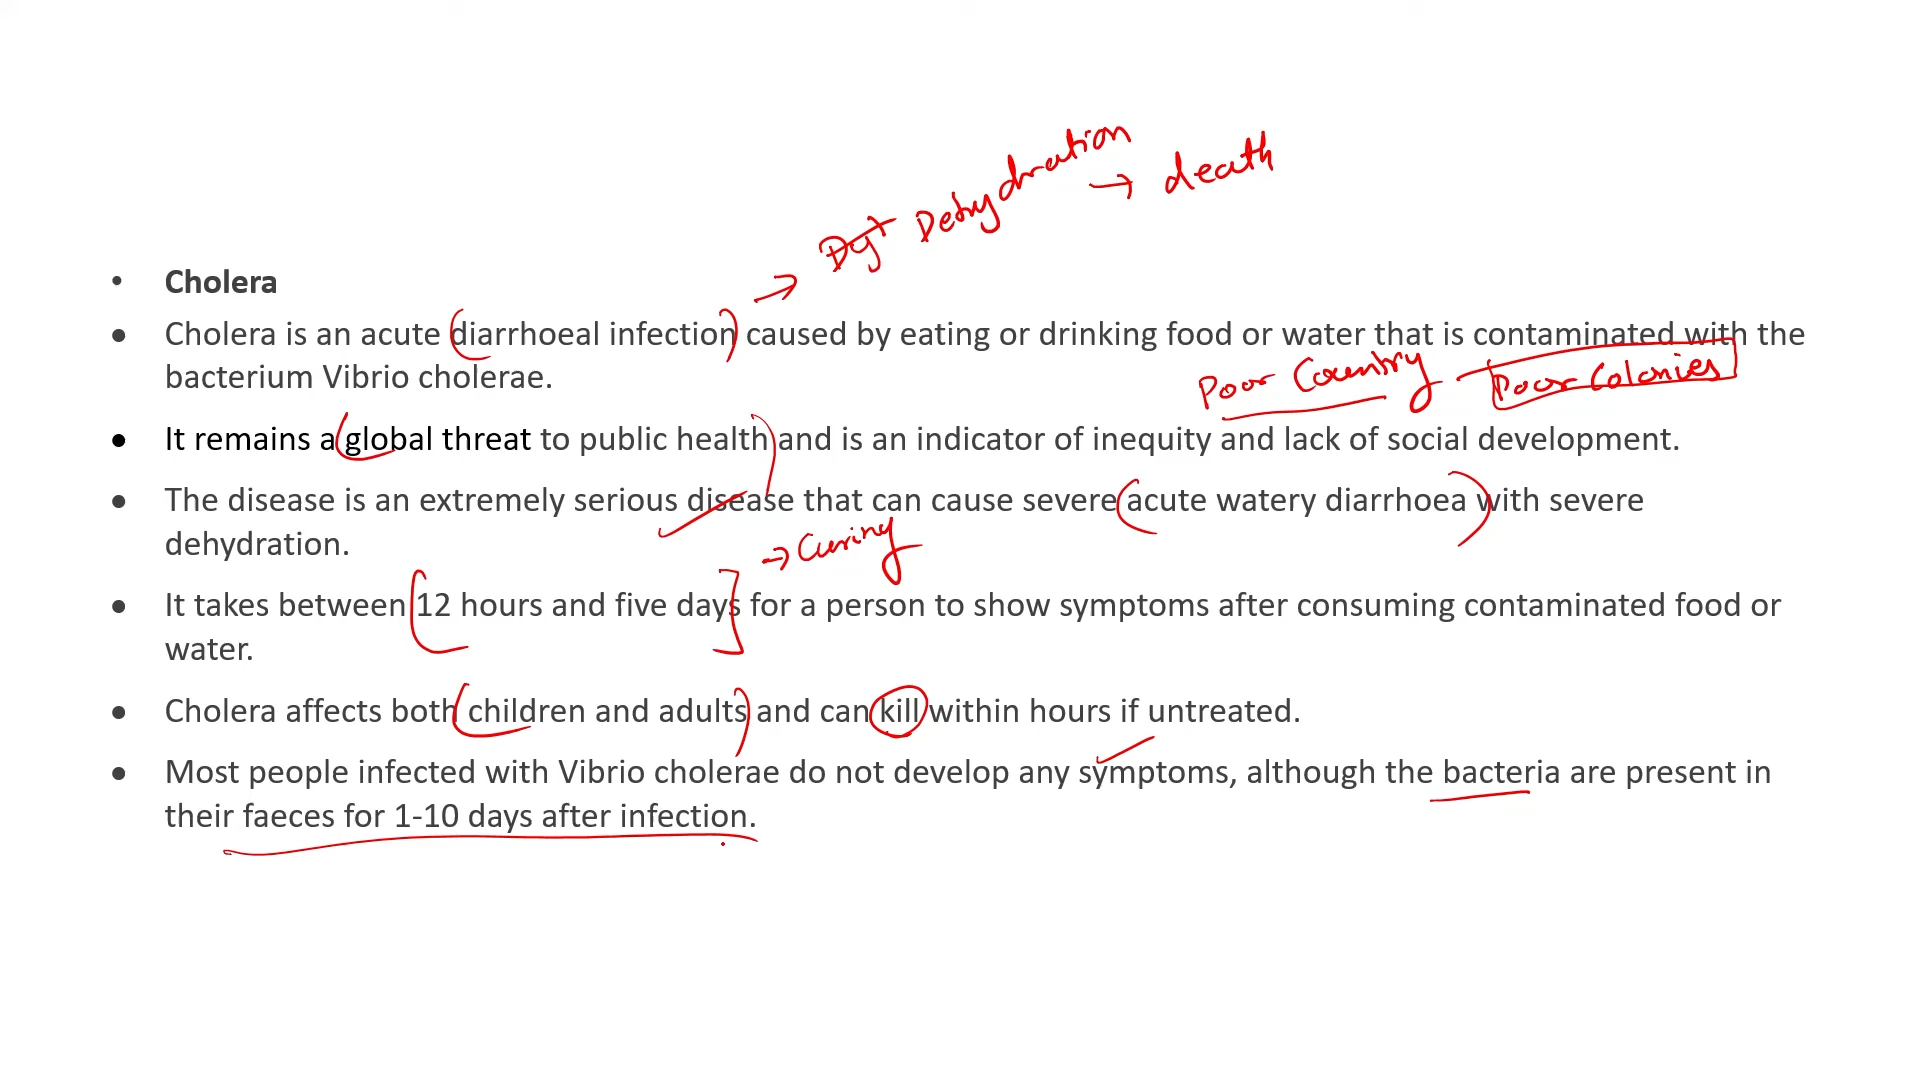 Dehydration
→ death
→
• Cholera
● Cholera is an acute diarrhoeal infection caused by eating or drinking food or water that is contaminated with the
bacterium Vibrio cholerae.
Poor Country
Poor Colonies
● It remains a global threat to public health and is an indicator of inequity and lack of social development.
● The disease is an extremely serious disease that can cause severe acute watery diarrhoea with severe
dehydration.
→ Curing
● It takes between 12 hours and five days for a person to show symptoms after consuming contaminated food or
water.
● Cholera affects both children and adults and can kill within hours if untreated.
● Most people infected with Vibrio cholerae do not develop any symptoms, although the bacteria are present in
their faeces for 1-10 days after infection.